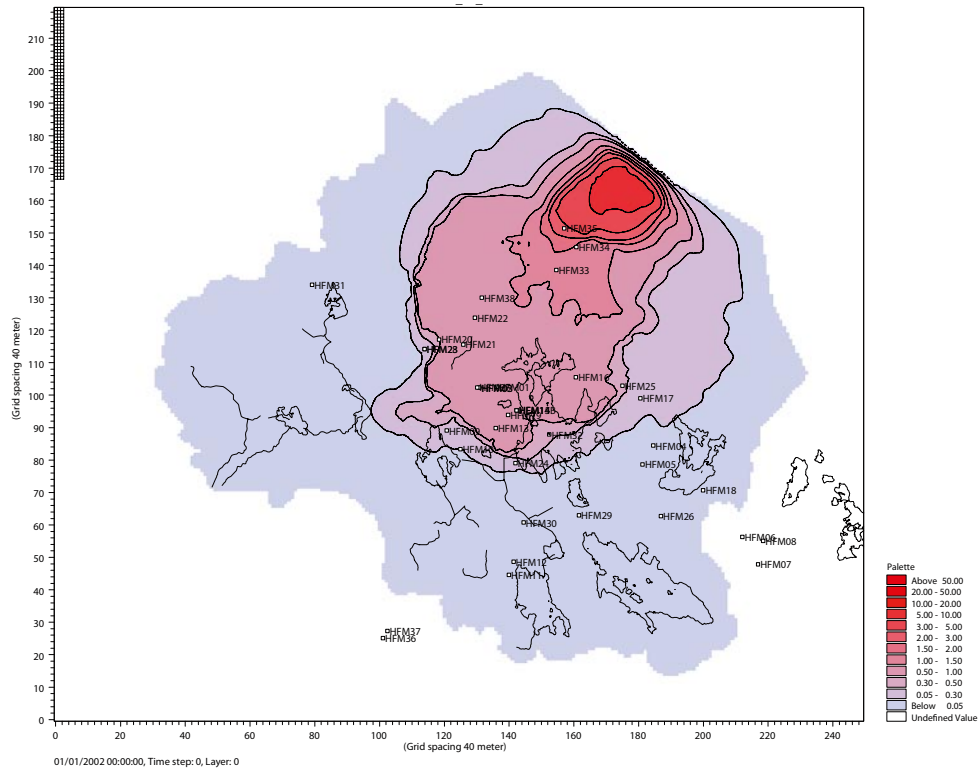 210
200
190
180
170
160
150
140
130
120
110
100
90
80
70
60
50
40
30
20
10
0
(Grid spacing 40 meter)
HFM35
HFM34
HFM33
HFM31
HFM38
HFM22
HFM20
HFM21
HFM16
HFM25
HFM17
HFM13
HFM32
HFM04
HFM24
HFM05
HFM18
HFM29
HFM26
HFM30
HFM06
HFM08
HFM12
HFM07
HFM11
HFM37
HFM36
0 20 40 60 80 100 120 140 160 180 200 220 240
(Grid spacing 40 meter)
01/01/2002 00:00:00, Time step: 0, Layer: 0
Palette
Above 50.00
20.00 - 50.00
10.00 - 20.00
5.00 - 10.00
3.00 - 5.00
2.00 - 3.00
1.50 - 2.00
1.00 - 1.50
0.50 - 1.00
0.30 - 0.50
0.05 - 0.30
Below 0.05
Undefined Value